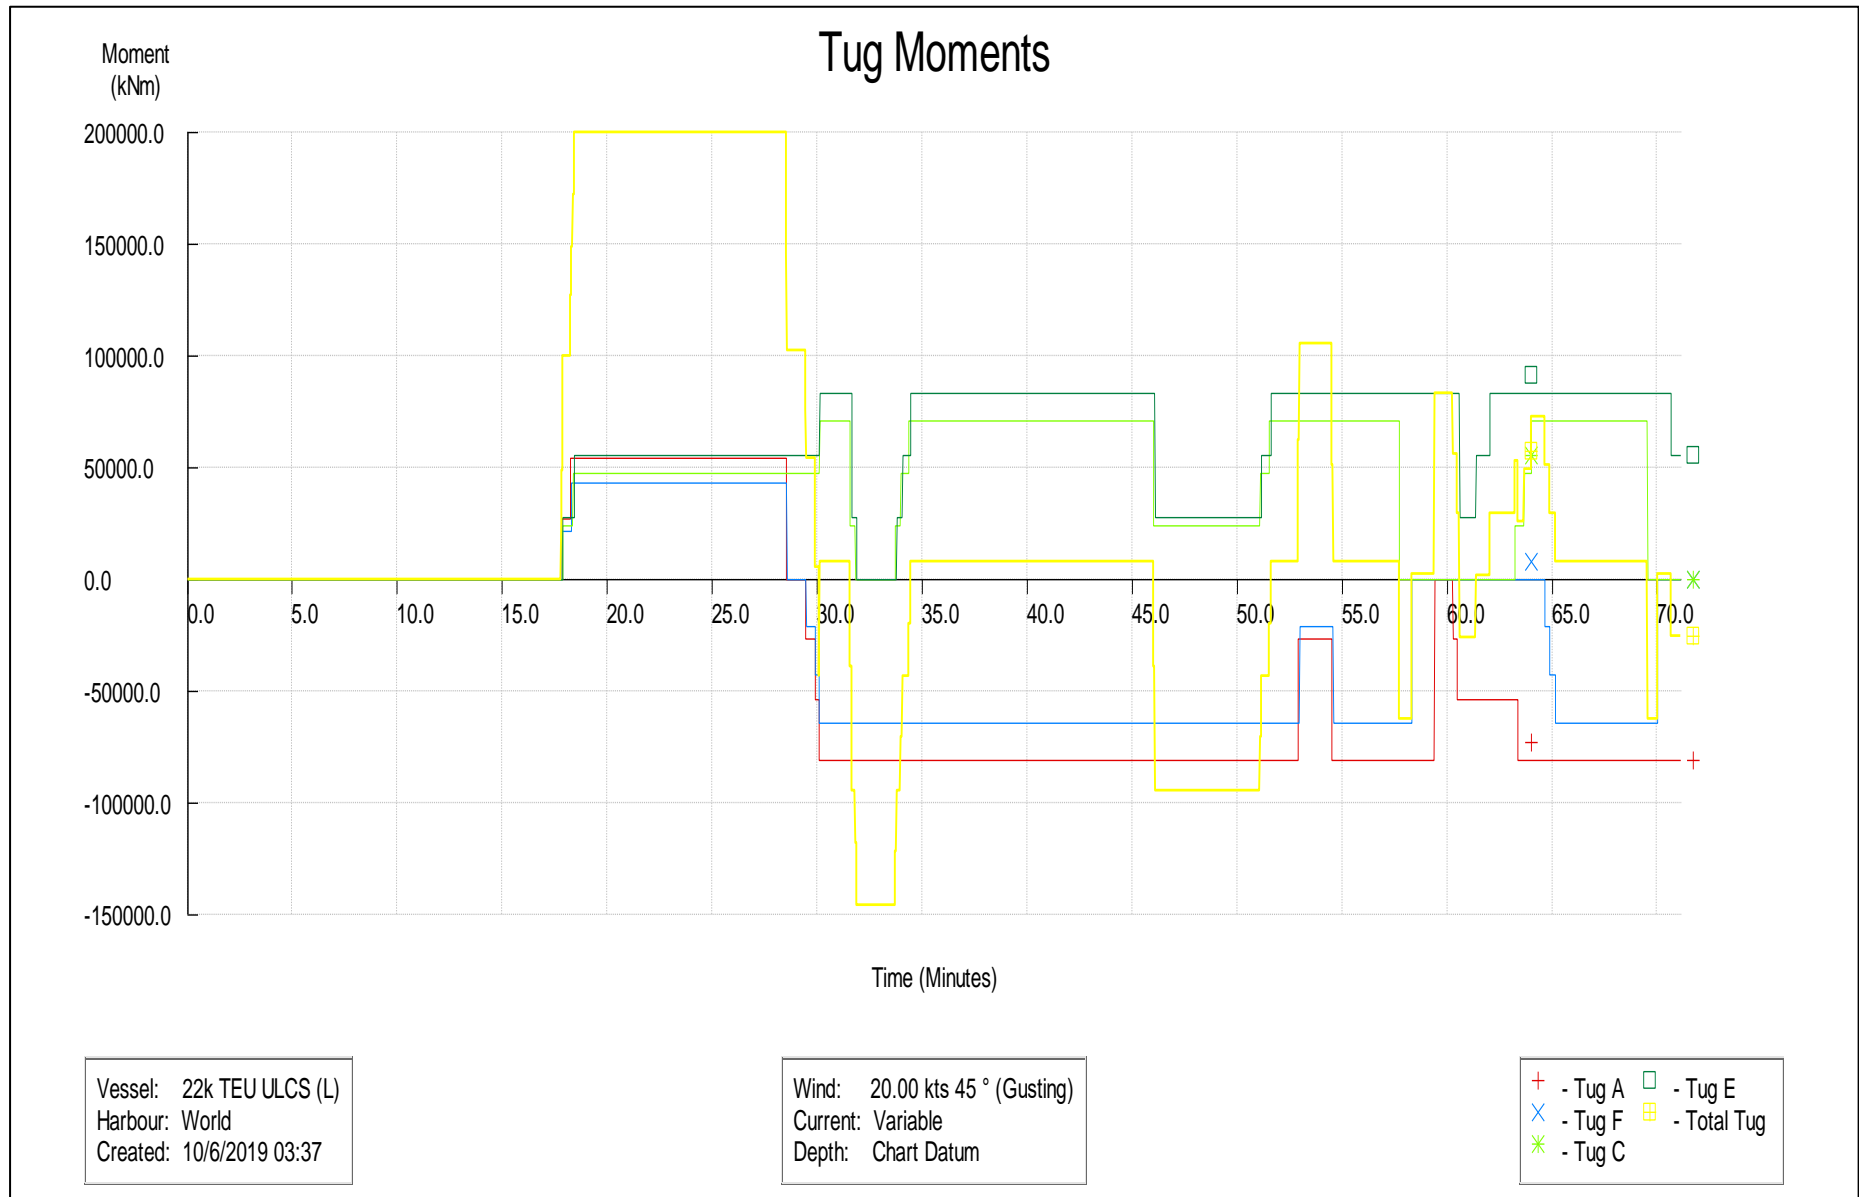 Tug Moments
Moment
(kNm)
200000.0
150000.0
100000.0
50000.0
0.0
-50000.0
-100000.0
-150000.0
0.0 5.0 10.0 15.0 20.0 25.0 30.0 35.0 40.0 45.0 50.0 55.0 60.0 65.0 70.0
Time (Minutes)
Vessel: 22k TEU ULCS (L)
Harbour: World
Created: 10/6/2019 03:37
Wind: 20.00 kts 45 ° (Gusting)
Current: Variable
Depth: Chart Datum
- Tug A - Tug E
- Tug F - Total Tug
- Tug C